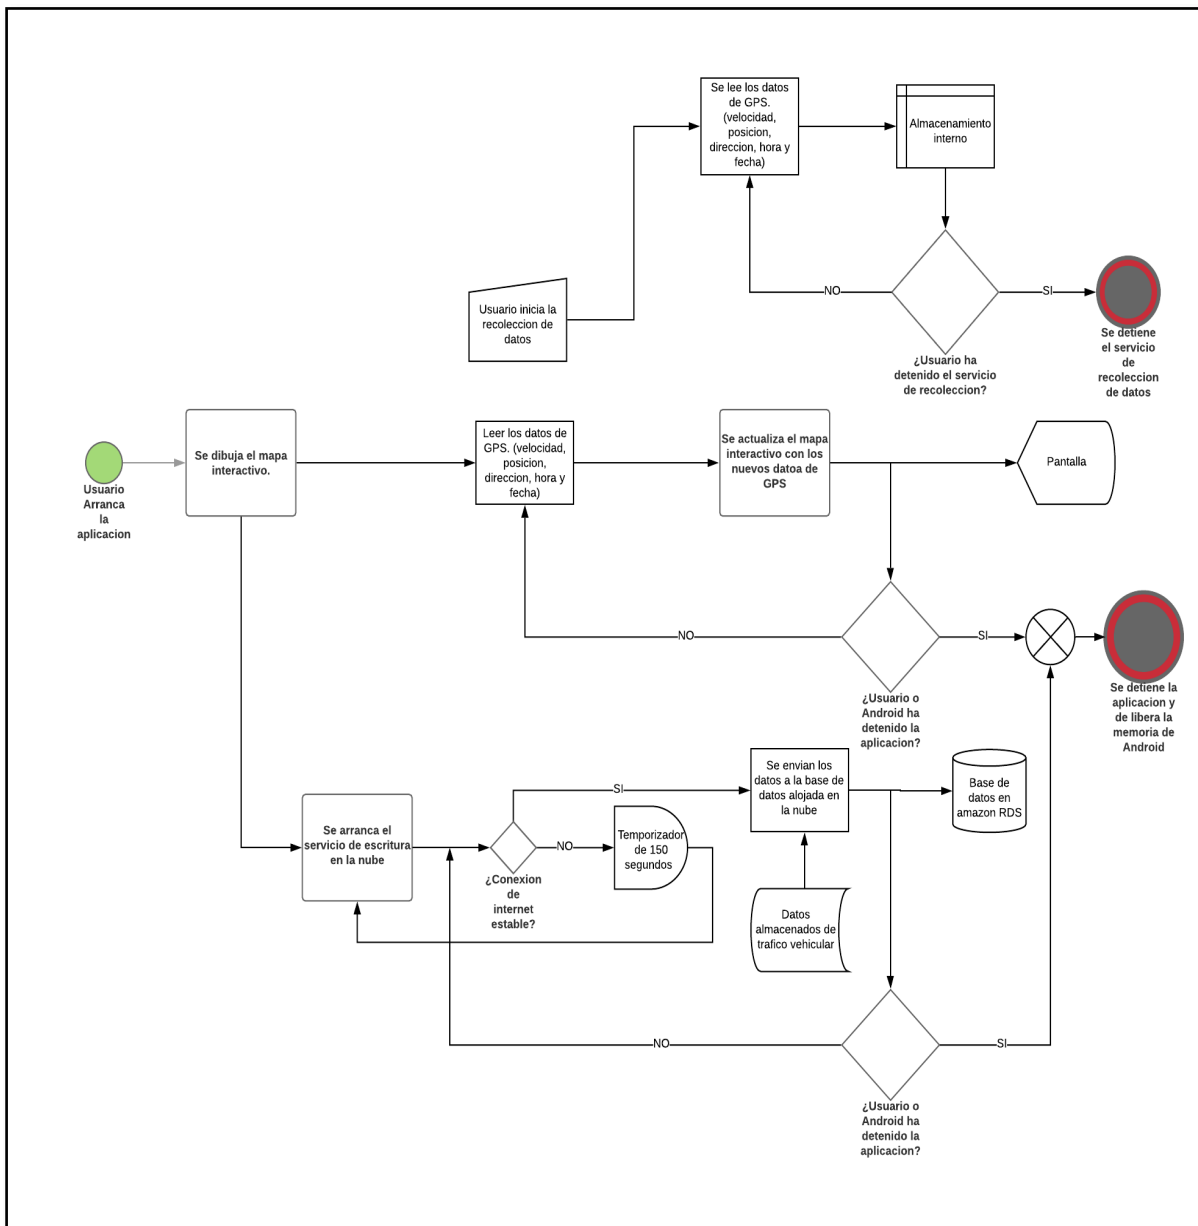 Se lee los datos
de GPS.
(velocidad,
posicion,
direccion, hora y
fecha)
Almacenamiento
interno
NO
SI
Usuario inicia la
recoleccion de
datos
¿Usuario ha
detenido el servicio
de recoleccion?
Se detiene
el servicio
de
recoleccion
de datos
Usuario
Arranca
la
aplicacion
Se dibuja el mapa
interactivo.
Leer los datos de
GPS. (velocidad,
posicion,
direccion, hora y
fecha)
Se actualiza el mapa
interactivo con los
nuevos datoa de
GPS
Pantalla
NO
SI
¿Usuario o
Android ha
detenido la
aplicacion?
Se detiene la
aplicacion y
de libera la
memoria de
Android
Se arranca el
servicio de escritura
en la nube
SI
NO
¿Conexion
de
internet
estable?
Temporizador
de 150
segundos
Se envian los
datos a la base de
datos alojada en
la nube
Base de
datos en
amazon RDS
Datos
almacenados de
trafico vehicular
NO
SI
¿Usuario o
Android ha
detenido la
aplicacion?